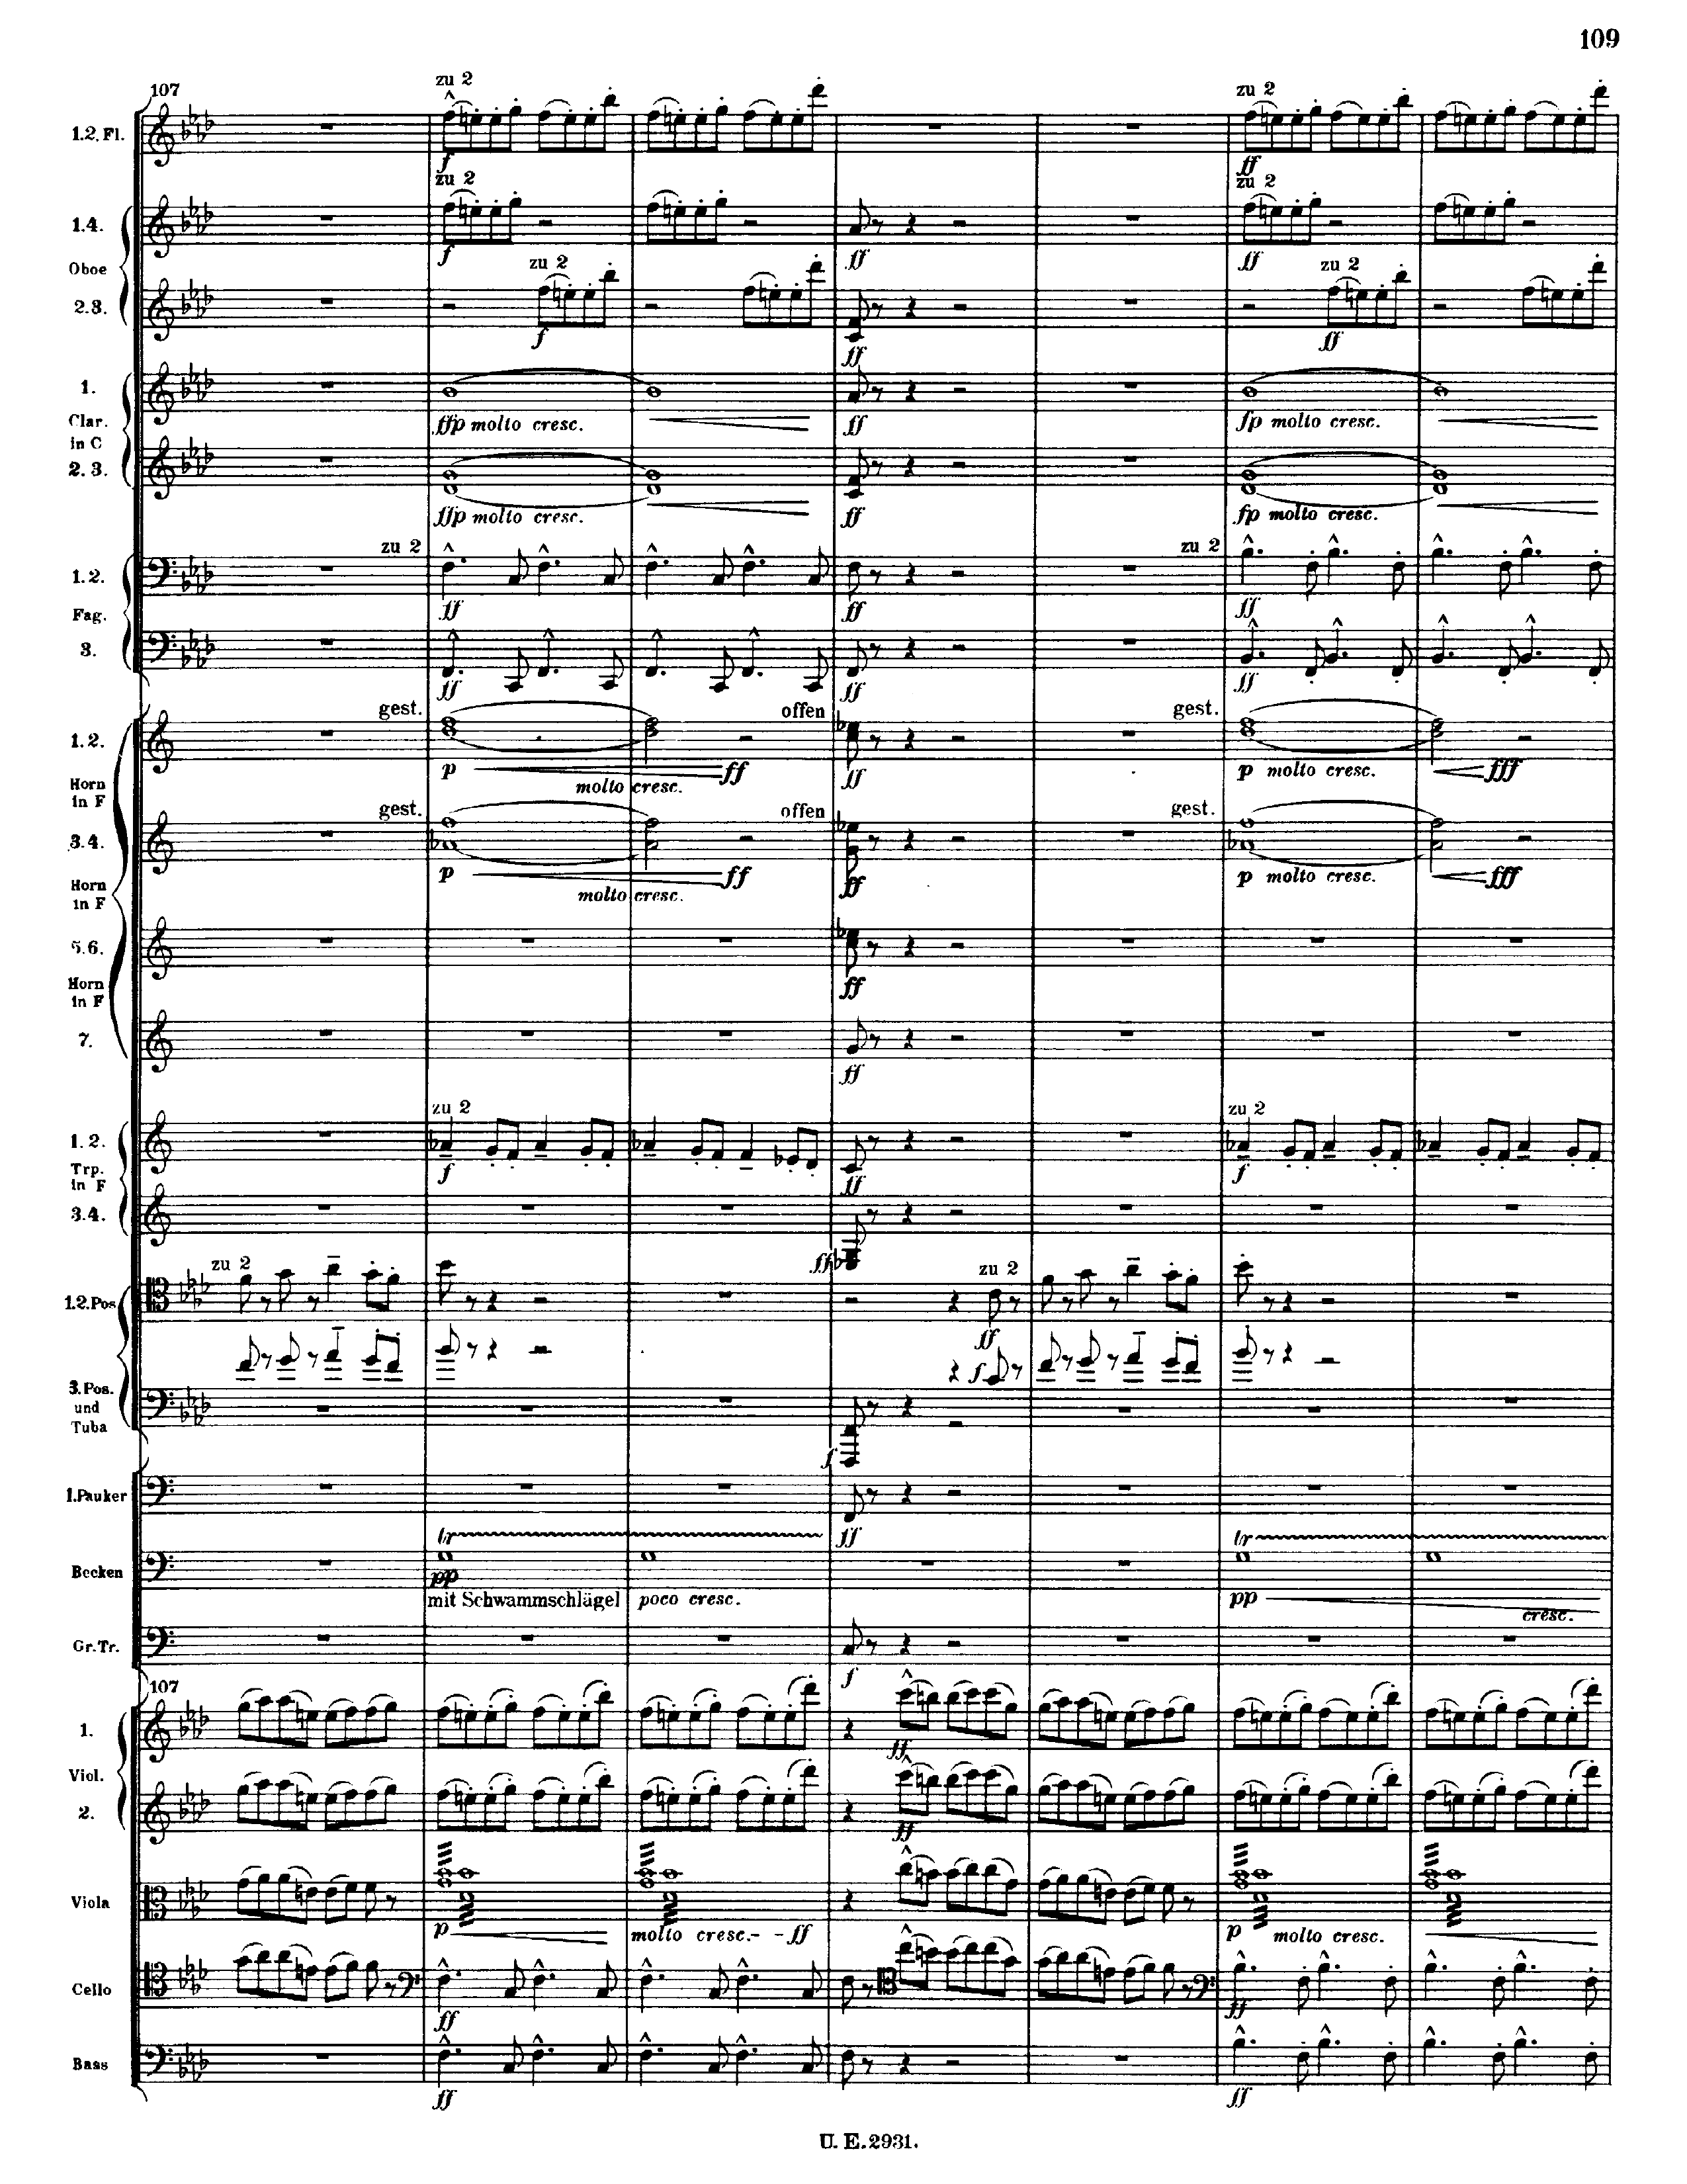 109
107
zu 2 zu 2
1.2. Fl.
f ff
zu 2 zu 2
1.4.
f ff ff
Oboe zu 2 zu 2
2.3.
f ff ff
1.
Clar. ffp molto cresc. ff fp molto cresc.
in C
2. 3.
ffp molto cresc. ff fp molto cresc.
zu 2 zu 2
1. 2.
Fag. ff ff ff
3.
ff ff ff
gest. offen gest.
1. 2.
p ff ff p molto cresc. fff
Horn molto cresc.
in F
gest. offen gest.
3.4.
p ff ff p molto cresc. fff
Horn molto cresc.
in F
5.6.
Horn ff
in F
7.
ff
zu 2 zu 2
1. 2.
Trp. f ff f
in F
3.4.
zu 2 ff zu 2
1.2. Pos
ff
f
3. Pos.
und
Tuba
f
1. Pauker
ff
tr tr
Becken pp
mit Schwammschlägel poco cresc. pp cresc.
Gr. Tr.
f
107
1.
ff
Viol.
2.
ff
Viola
p molto cresc. - - ff p molto cresc.
Cello
ff ff
Bass
ff ff
U. E. 2931.